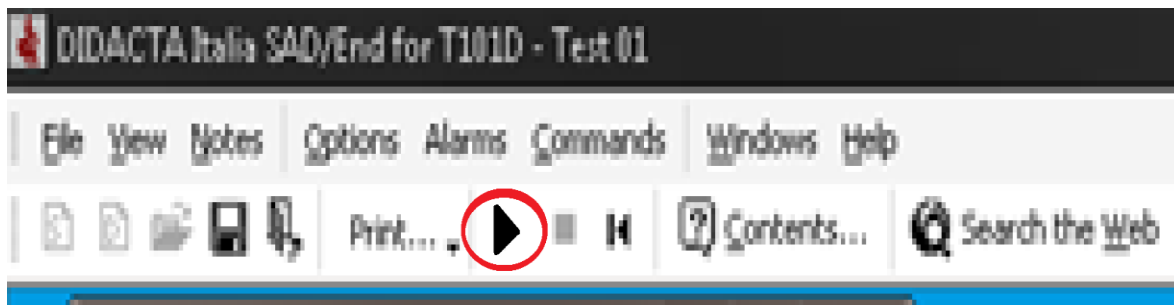 DIDACTA Italia SAD/End for T101D - Test 01
File View Notes Options Alarms Commands Windows Help
Print... Contents... Search the Web